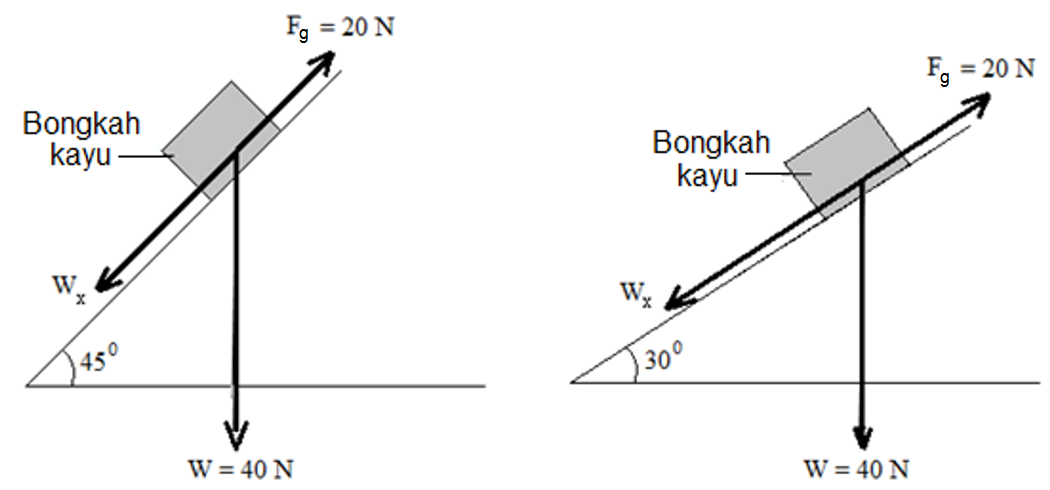 Fg = 20 N
Bongkah
kayu
Wx
45⁰
W = 40 N
Fg = 20 N
Bongkah
kayu
Wx
30⁰
W = 40 N